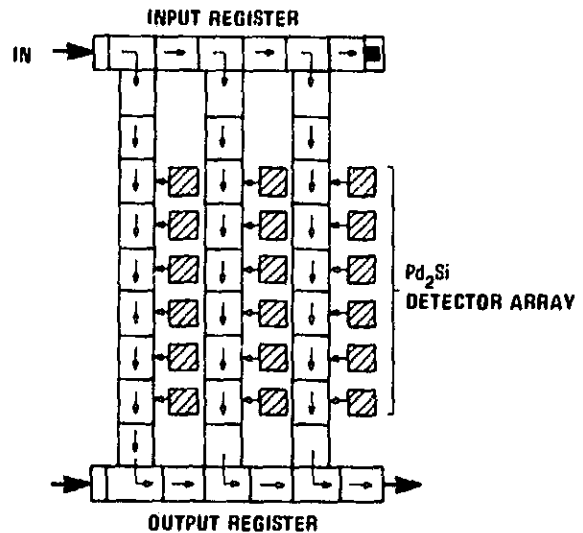 INPUT REGISTER
IN
Pd₂Si
DETECTOR ARRAY
OUTPUT REGISTER